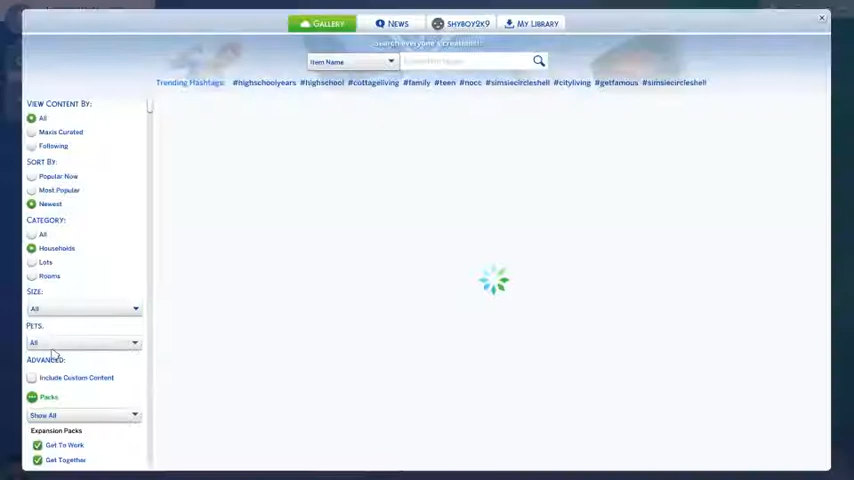 GALLERY NEWS SHYBOY2K9 MY LIBRARY
Search everyone's creations!
Item Name
Trending Hashtags: #highschoolyears #highschool #cottageliving #family #teen #nocc #simsiecircleshell #cityliving #getfamous #simsiecircleshell
VIEW CONTENT BY:
All
Maxis Curated
Following
SORT BY:
Popular Now
Most Popular
Newest
CATEGORY:
All
Households
Lots
Rooms
SIZE:
All
PETS:
All
ADVANCED:
Include Custom Content
Packs
Show All
Expansion Packs
Get To Work
Get Together